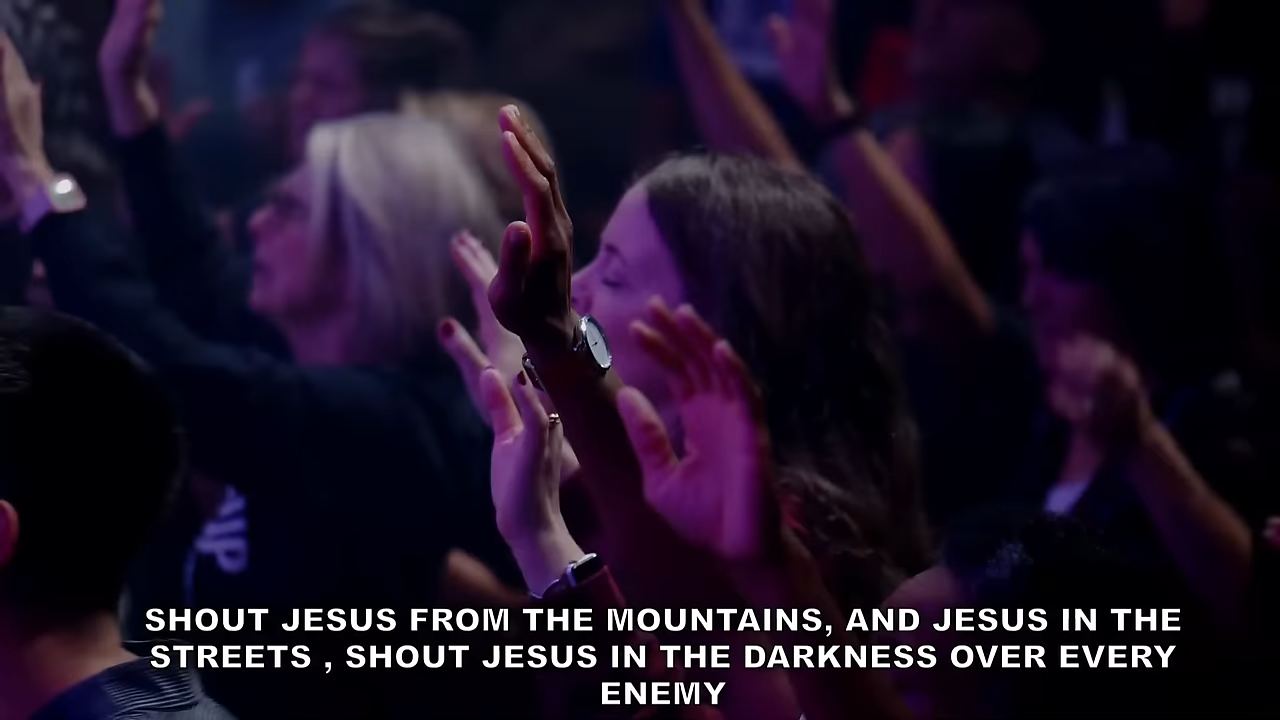 SHOUT JESUS FROM THE MOUNTAINS, AND JESUS IN THE
STREETS , SHOUT JESUS IN THE DARKNESS OVER EVERY
ENEMY